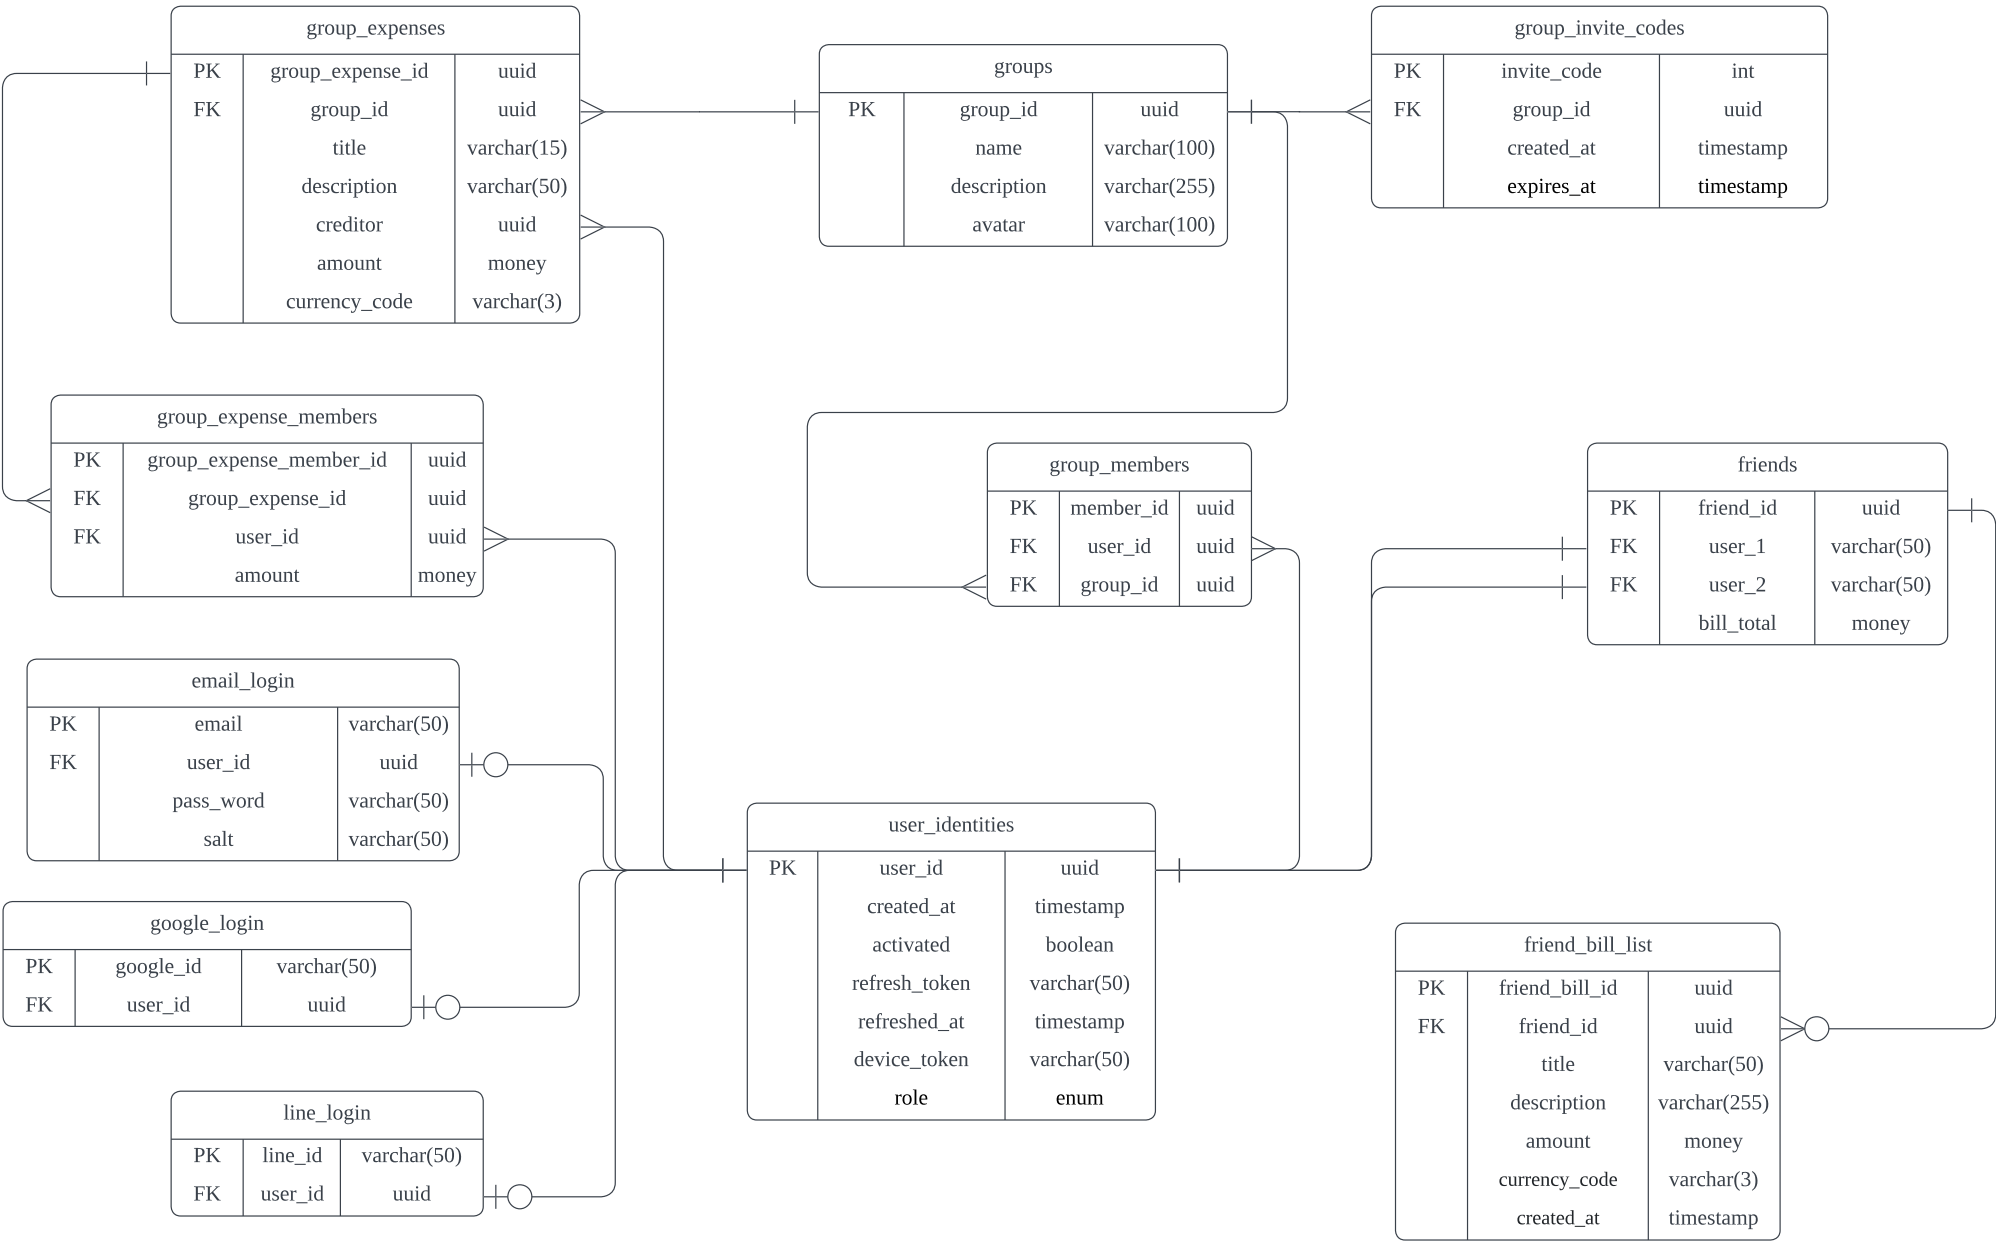 group_expenses
PK group_expense_id uuid
FK group_id uuid
title varchar(15)
description varchar(50)
creditor uuid
amount money
currency_code varchar(3)
groups
PK group_id uuid
name varchar(100)
description varchar(255)
avatar varchar(100)
group_invite_codes
PK invite_code int
FK group_id uuid
created_at timestamp
expires_at timestamp
group_expense_members
PK group_expense_member_id uuid
FK group_expense_id uuid
FK user_id uuid
amount money
group_members
PK member_id uuid
FK user_id uuid
FK group_id uuid
friends
PK friend_id uuid
FK user_1 varchar(50)
FK user_2 varchar(50)
bill_total money
email_login
PK email varchar(50)
FK user_id uuid
pass_word varchar(50)
salt varchar(50)
user_identities
PK user_id uuid
created_at timestamp
activated boolean
refresh_token varchar(50)
refreshed_at timestamp
device_token varchar(50)
role enum
google_login
PK google_id varchar(50)
FK user_id uuid
friend_bill_list
PK friend_bill_id uuid
FK friend_id uuid
title varchar(50)
description varchar(255)
amount money
currency_code varchar(3)
created_at timestamp
line_login
PK line_id varchar(50)
FK user_id uuid